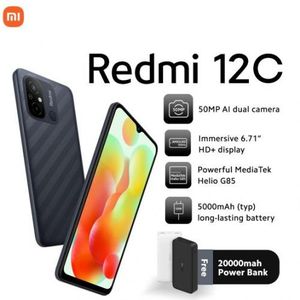 mi
Redmi 12C
50MP AI dual camera
Immersive 6.71"
HD+ display
Powerful MediaTek
Helio G85
5000mAh (typ)
long-lasting battery
Free
20000mah
Power Bank